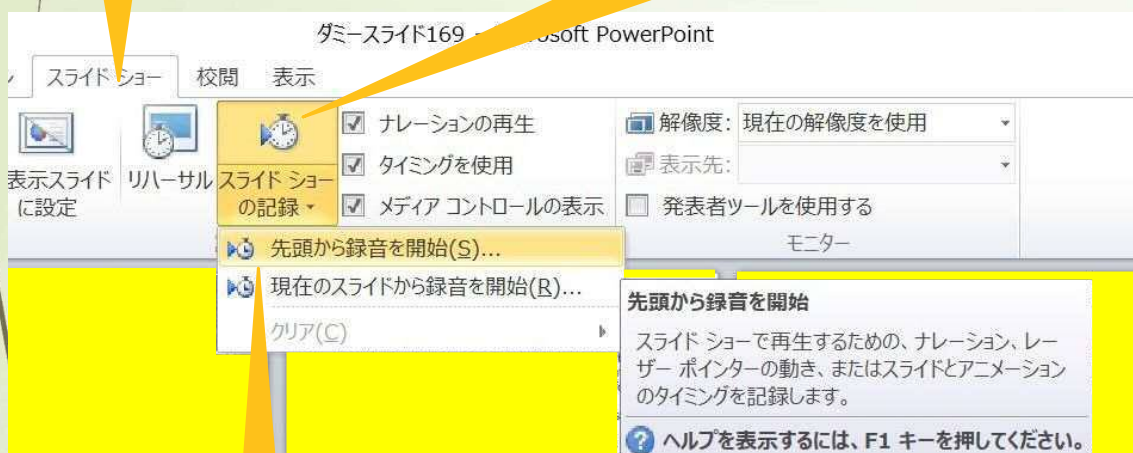 ダミースライド169 - Microsoft PowerPoint
スライド ショー 校閲 表示
表示スライド
に設定
リハーサル
スライド ショー
の記録
ナレーションの再生
タイミングを使用
メディア コントロールの表示
解像度: 現在の解像度を使用
表示先:
発表者ツールを使用する
モニター
先頭から録音を開始(S)...
現在のスライドから録音を開始(R)...
クリア(C)
先頭から録音を開始
スライド ショーで再生するための、ナレーション、レー
ザー ポインターの動き、またはスライドとアニメーション
のタイミングを記録します。
ヘルプを表示するには、F1 キーを押してください。